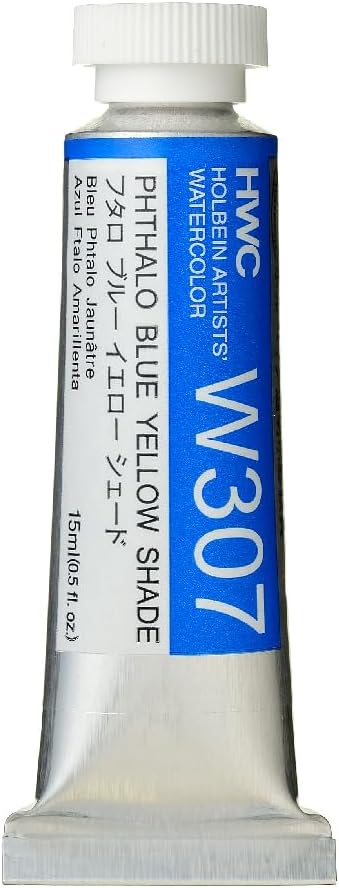 HWC
HOLBEIN ARTISTS'
WATERCOLOR
W307
PHTHALO BLUE YELLOW SHADE
フタロ ブルー イエロー シェード
Bleu Phtalo Jaunâtre
Azul Ftalo Amarillenta
15ml(0.5 fl. oz.)